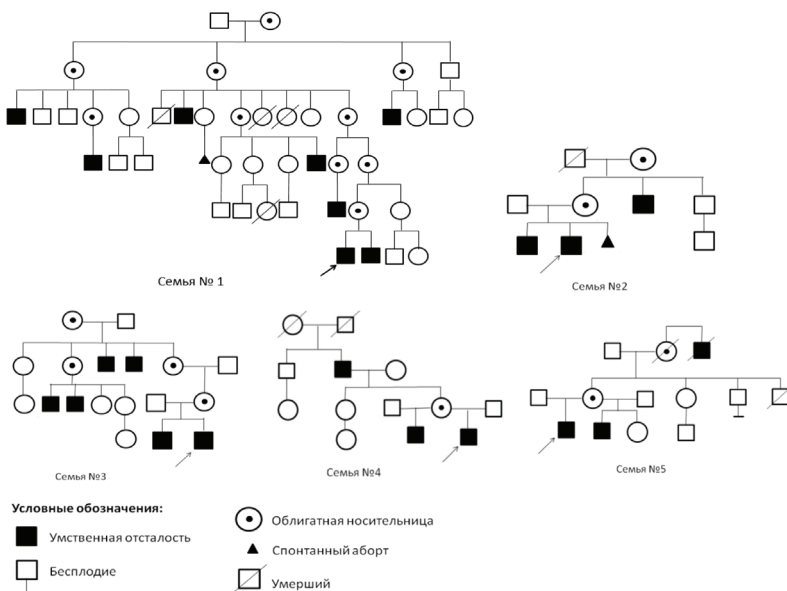 Семья № 1
Семья №2
Семья №3
Семья №4
Семья №5
Условные обозначения:
Умственная отсталость
Бесплодие
Облигатная носительница
Спонтанный аборт
Умерший